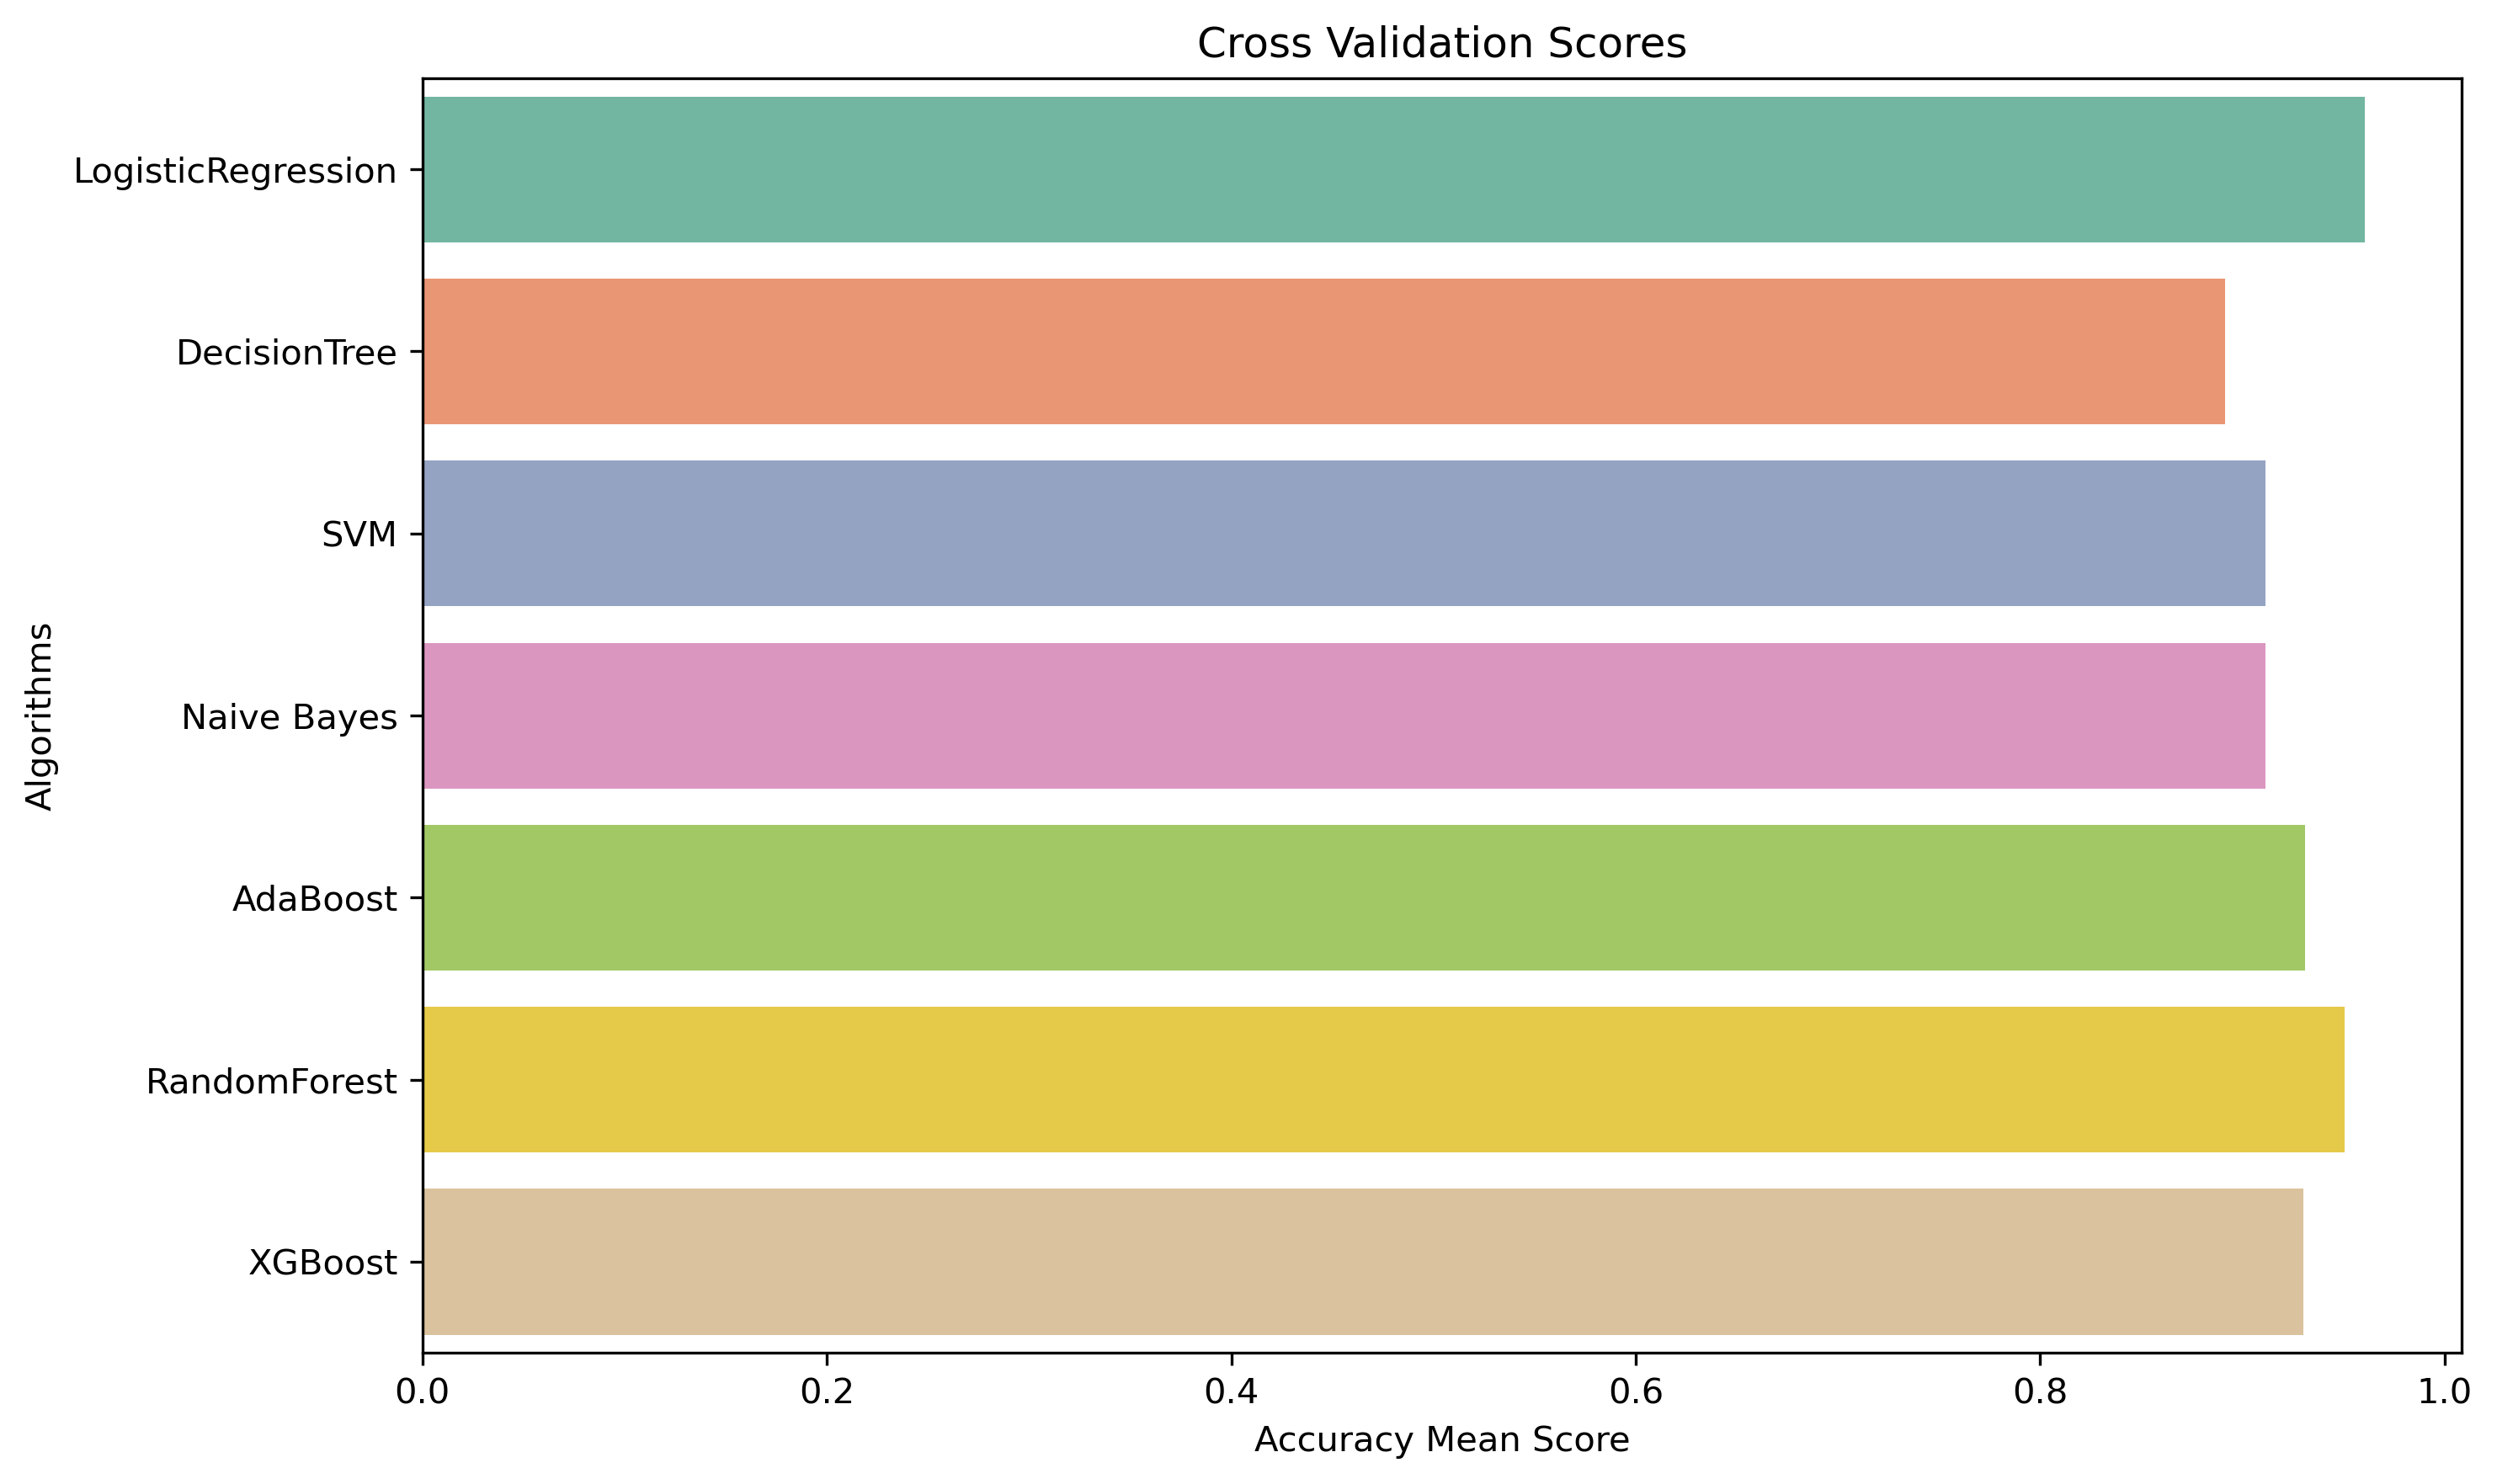 Cross Validation Scores
LogisticRegression
DecisionTree
SVM
Naive Bayes
AdaBoost
RandomForest
XGBoost
Algorithms
0.0 0.2 0.4 0.6 0.8 1.0
Accuracy Mean Score